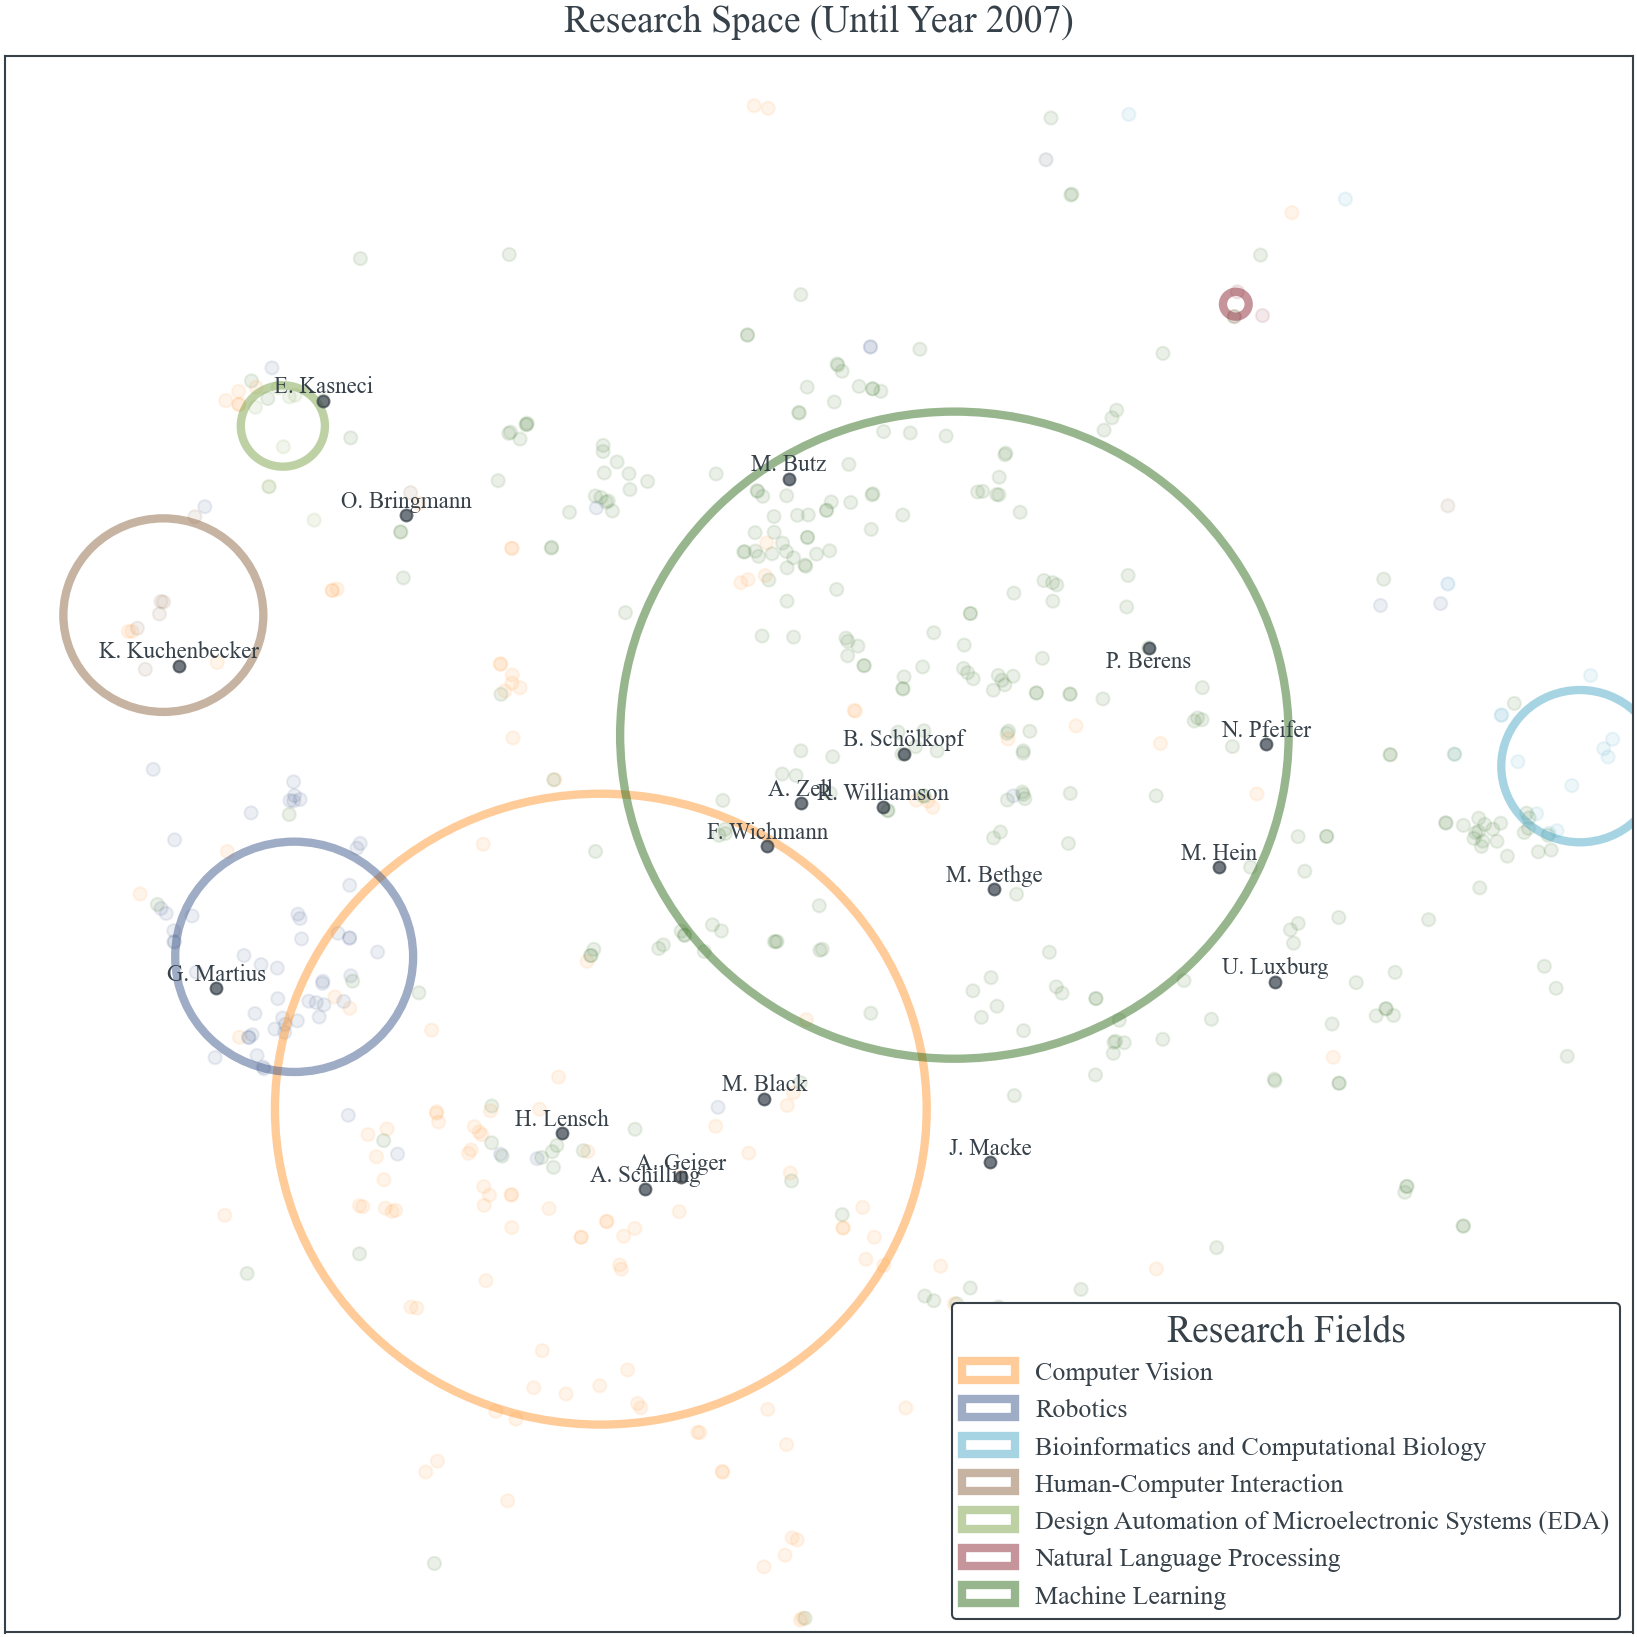 Research Space (Until Year 2007)
E. Kasneci
M. Butz
O. Bringmann
K. Kuchenbecker
P. Berens
N. Pfeifer
B. Schölkopf
A. Zell
R. Williamson
F. Wichmann
M. Hein
M. Bethge
U. Luxburg
G. Martius
M. Black
H. Lensch
J. Macke
A. Geiger
A. Schilling
Research Fields
Computer Vision
Robotics
Bioinformatics and Computational Biology
Human-Computer Interaction
Design Automation of Microelectronic Systems (EDA)
Natural Language Processing
Machine Learning